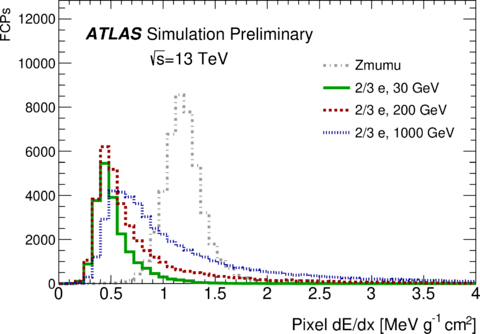 FCPs
12000
10000
8000
6000
4000
2000
0
ATLAS Simulation Preliminary
√s=13 TeV
Zmumu
2/3 e, 30 GeV
2/3 e, 200 GeV
2/3 e, 1000 GeV
0 0.5 1 1.5 2 2.5 3 3.5 4
Pixel dE/dx [MeV g⁻¹ cm²]